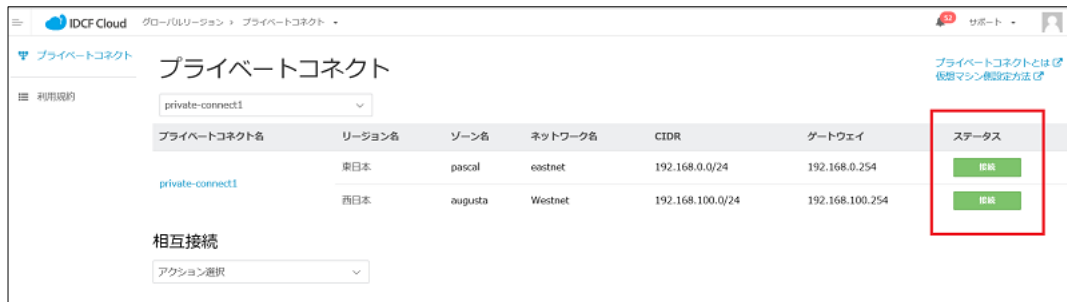 IDCF Cloud グローバルリージョン › プライベートコネクト
52 サポート
プライベートコネクト
利用規約
プライベートコネクト
プライベートコネクトとは
仮想マシン側設定方法
private-connect1
プライベートコネクト名 リージョン名 ゾーン名 ネットワーク名 CIDR ゲートウェイ ステータス
private-connect1
東日本 pascal eastnet 192.168.0.0/24 192.168.0.254 接続
西日本 augusta Westnet 192.168.100.0/24 192.168.100.254 接続
相互接続
アクション選択